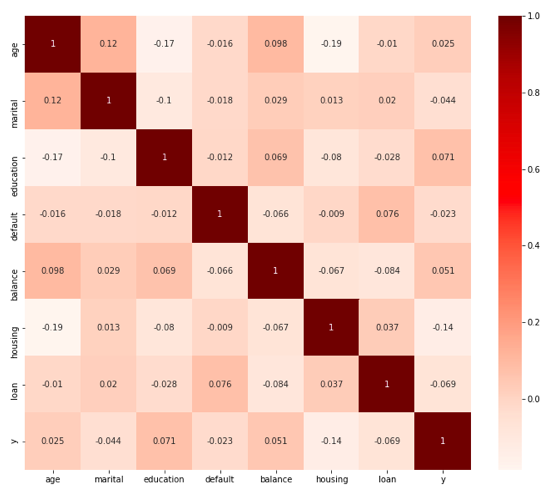 age 1 0.12 -0.17 -0.016 0.098 -0.19 -0.01 0.025
marital 0.12 1 -0.1 -0.018 0.029 0.013 0.02 -0.044
education -0.17 -0.1 1 -0.012 0.069 -0.08 -0.028 0.071
default -0.016 -0.018 -0.012 1 -0.066 -0.009 0.076 -0.023
balance 0.098 0.029 0.069 -0.066 1 -0.067 -0.084 0.051
housing -0.19 0.013 -0.08 -0.067 -0.009 1 0.037 -0.14
loan -0.01 0.02 -0.028 0.076 -0.084 0.037 1 -0.069
y 0.025 -0.044 0.071 -0.023 0.051 -0.14 -0.069 1
age marital education default balance housing loan y
1.0
0.8
0.6
0.4
0.2
0.0